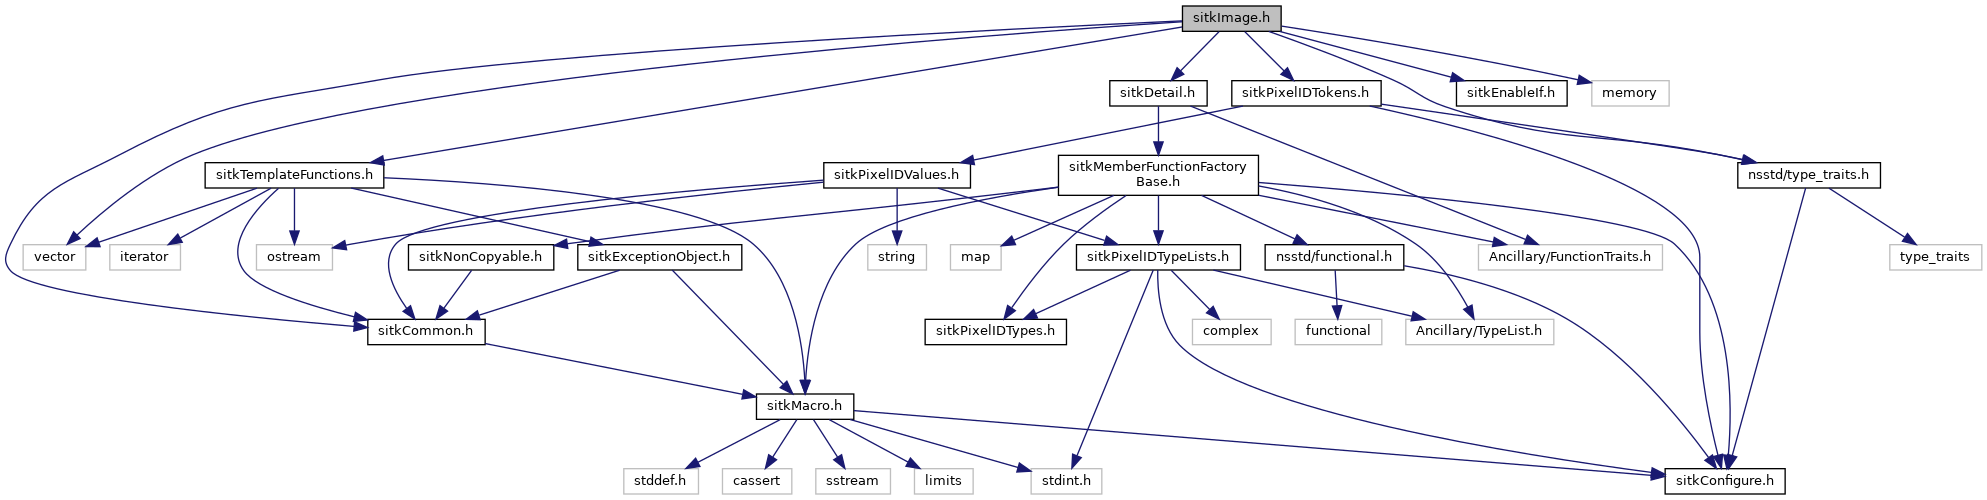 sitkImage.h
sitkDetail.h
sitkPixelIDTokens.h
sitkEnableIf.h
memory
sitkTemplateFunctions.h
sitkPixelIDValues.h
sitkMemberFunctionFactory
Base.h
nsstd/type_traits.h
vector
iterator
ostream
sitkNonCopyable.h
sitkExceptionObject.h
string
map
sitkPixelIDTypeLists.h
nsstd/functional.h
Ancillary/FunctionTraits.h
type_traits
sitkCommon.h
sitkPixelIDTypes.h
complex
functional
Ancillary/TypeList.h
sitkMacro.h
stddef.h
cassert
sstream
limits
stdint.h
sitkConfigure.h